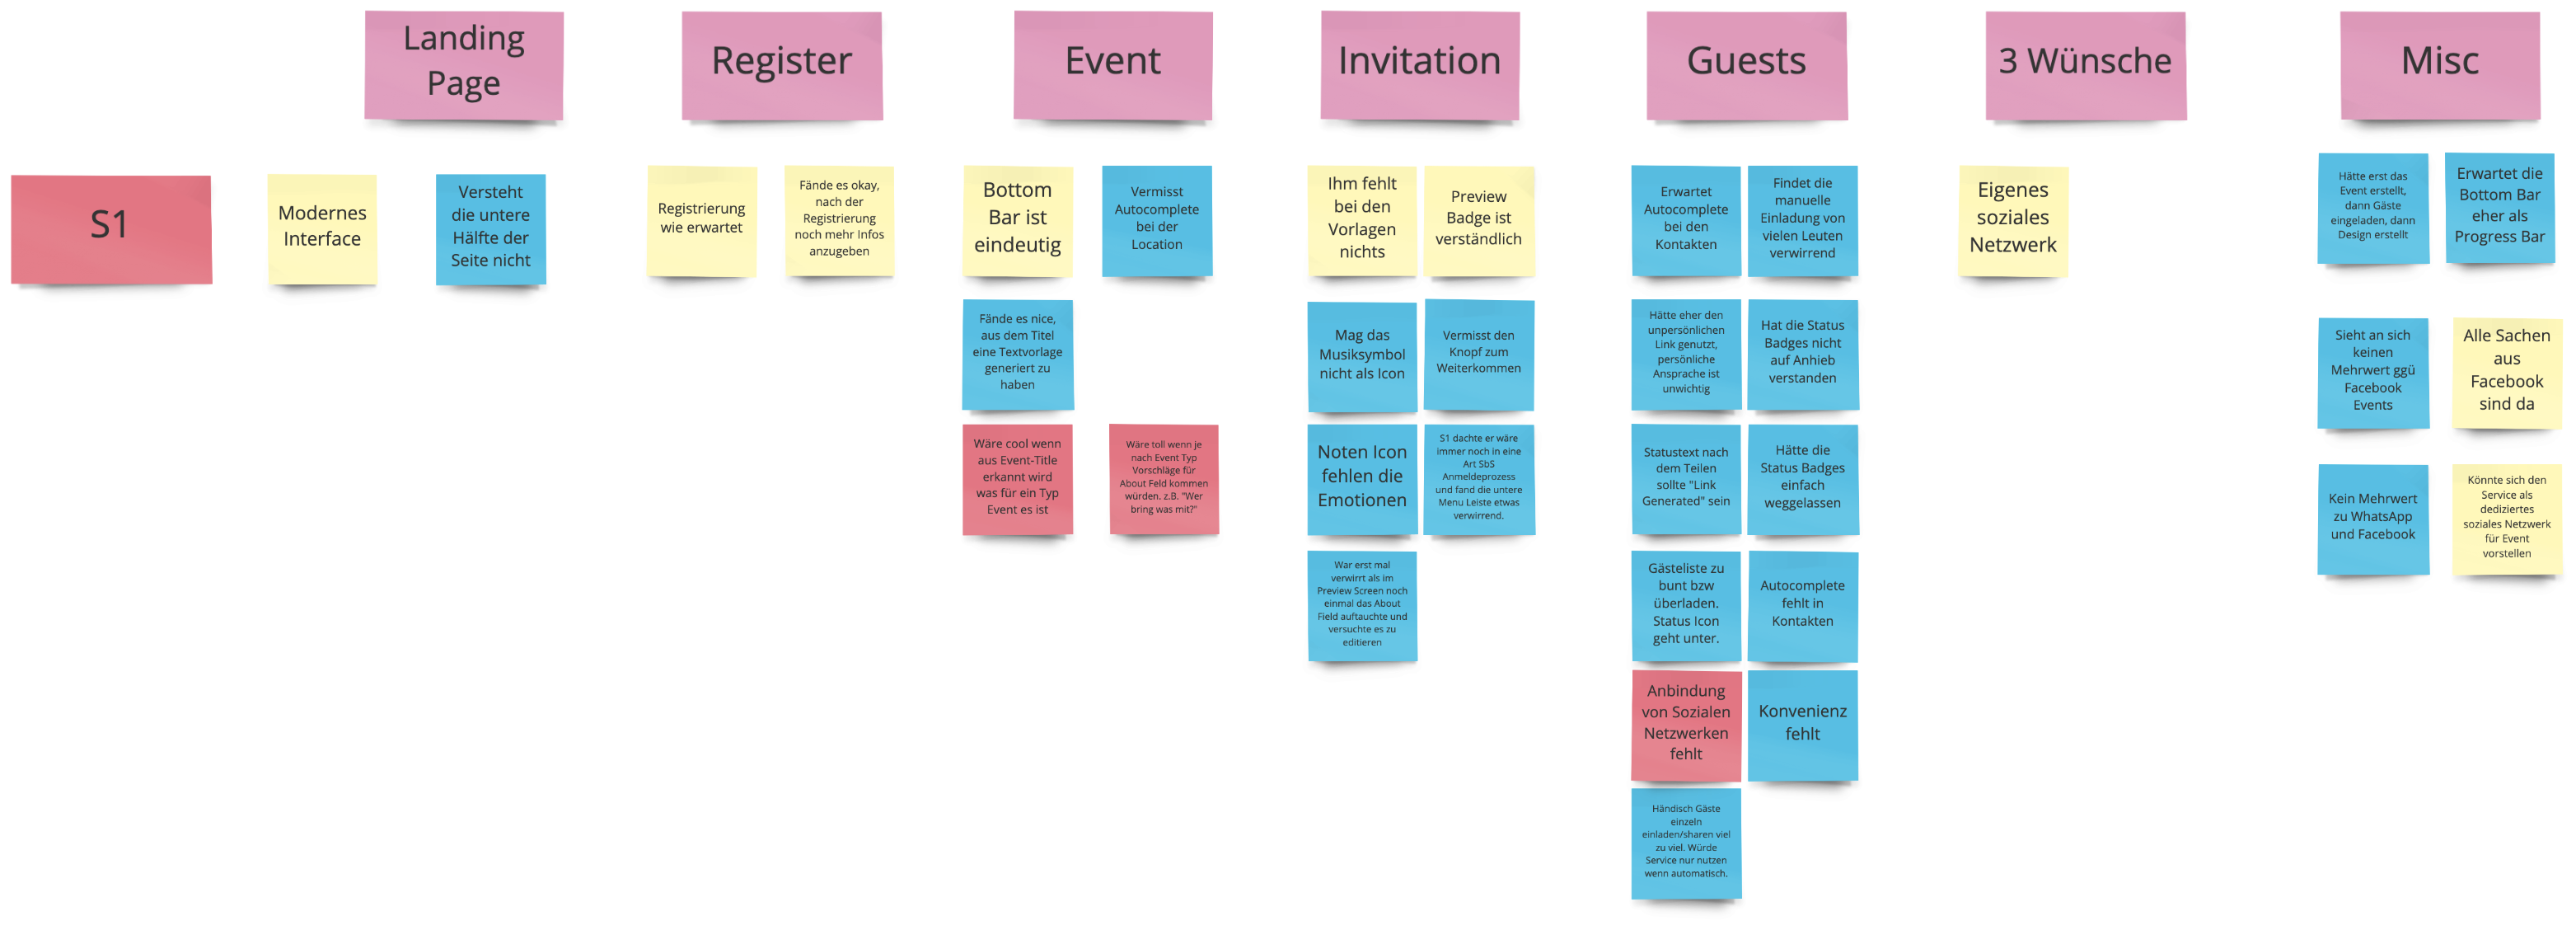 Landing
Page
Register
Event
Invitation
Guests
3 Wünsche
Misc
S1
Modernes
Interface
Versteht
die untere
Hälfte der
Seite nicht
Registrierung
wie erwartet
Fände es okay,
nach der
Registrierung
noch mehr Infos
anzugeben
Bottom
Bar ist
eindeutig
Vermisst
Autocomplete
bei der
Location
Fände es nice,
aus dem Titel
eine Textvorlage
generiert zu
haben
Wäre cool wenn
aus Event-Title
erkannt wird
was für ein Typ
Event es ist
Wäre toll wenn je
nach Event Typ
Vorschläge für
About Feld kommen
würden. z.B. "Wer
bring was mit?"
Ihm fehlt
bei den
Vorlagen
nichts
Preview
Badge ist
verständlich
Mag das
Musiksymbol
nicht als Icon
Vermisst den
Knopf zum
Weiterkommen
Noten Icon
fehlen die
Emotionen
S1 dachte er wäre
immer noch in eine
Art SbS
Anmeldeprozess
und fand die untere
Menu Leiste etwas
verwirrend.
War erst mal
verwirrt als im
Preview Screen noch
einmal das About
Field auftauchte und
versuchte es zu
editieren
Erwartet
Autocomplete
bei den
Kontakten
Findet die
manuelle
Einladung von
vielen Leuten
verwirrend
Hätte eher den
unpersönlichen
Link genutzt,
persönliche
Ansprache ist
unwichtig
Hat die Status
Badges nicht
auf Anhieb
verstanden
Statustext nach
dem Teilen
sollte "Link
Generated" sein
Hätte die
Status Badges
einfach
weggelassen
Gästeliste zu
bunt bzw
überladen.
Status Icon
geht unter.
Autocomplete
fehlt in
Kontakten
Anbindung
von Sozialen
Netzwerken
fehlt
Konvenienz
fehlt
Händisch Gäste
einzeln
einladen/sharen viel
zu viel. Würde
Service nur nutzen
wenn automatisch.
Eigenes
soziales
Netzwerk
Hätte erst das
Event erstellt,
dann Gäste
eingeladen, dann
Design erstellt
Erwartet die
Bottom Bar
eher als
Progress Bar
Sieht an sich
keinen
Mehrwert ggü
Facebook
Events
Alle Sachen
aus
Facebook
sind da
Kein Mehrwert
zu WhatsApp
und Facebook
Könnte sich den
Service als
dediziertes
soziales Netzwerk
für Event
vorstellen